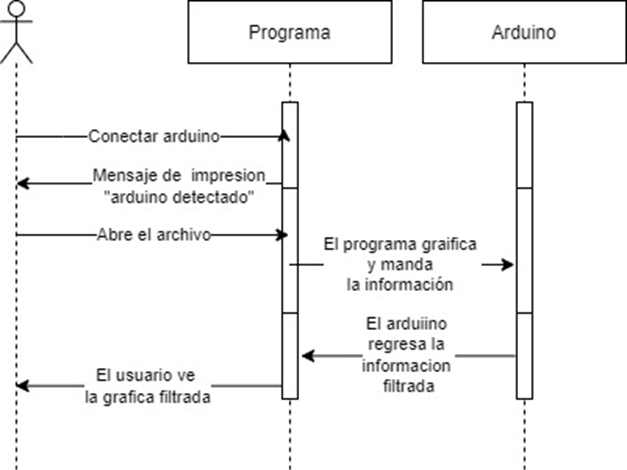 Programa
Arduino
Conectar arduino
Mensaje de impresion
"arduino detectado"
Abre el archivo
El programa graifica
y manda
la información
El arduiino
regresa la
informacion
filtrada
El usuario ve
la grafica filtrada